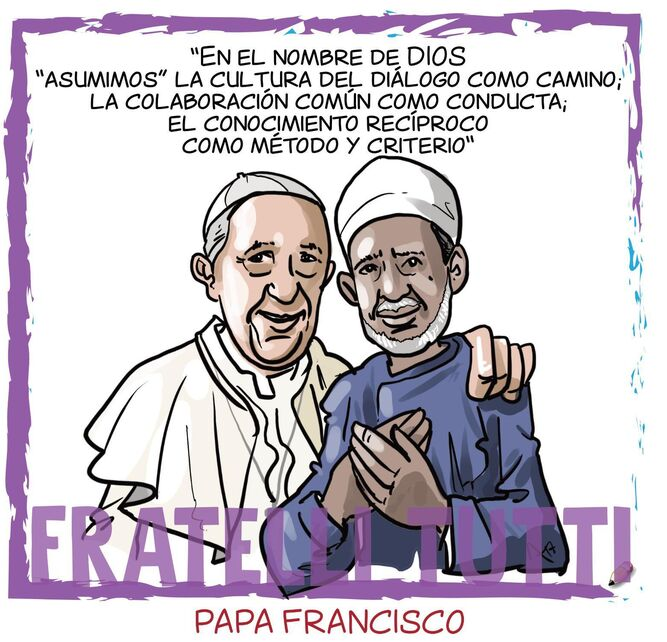 "EN EL NOMBRE DE DIOS
"ASUMIMOS" LA CULTURA DEL DIÁLOGO COMO CAMINO;
LA COLABORACIÓN COMÚN COMO CONDUCTA;
EL CONOCIMIENTO RECÍPROCO
COMO MÉTODO Y CRITERIO"
FRATELLI TUTTI
PAPA FRANCISCO